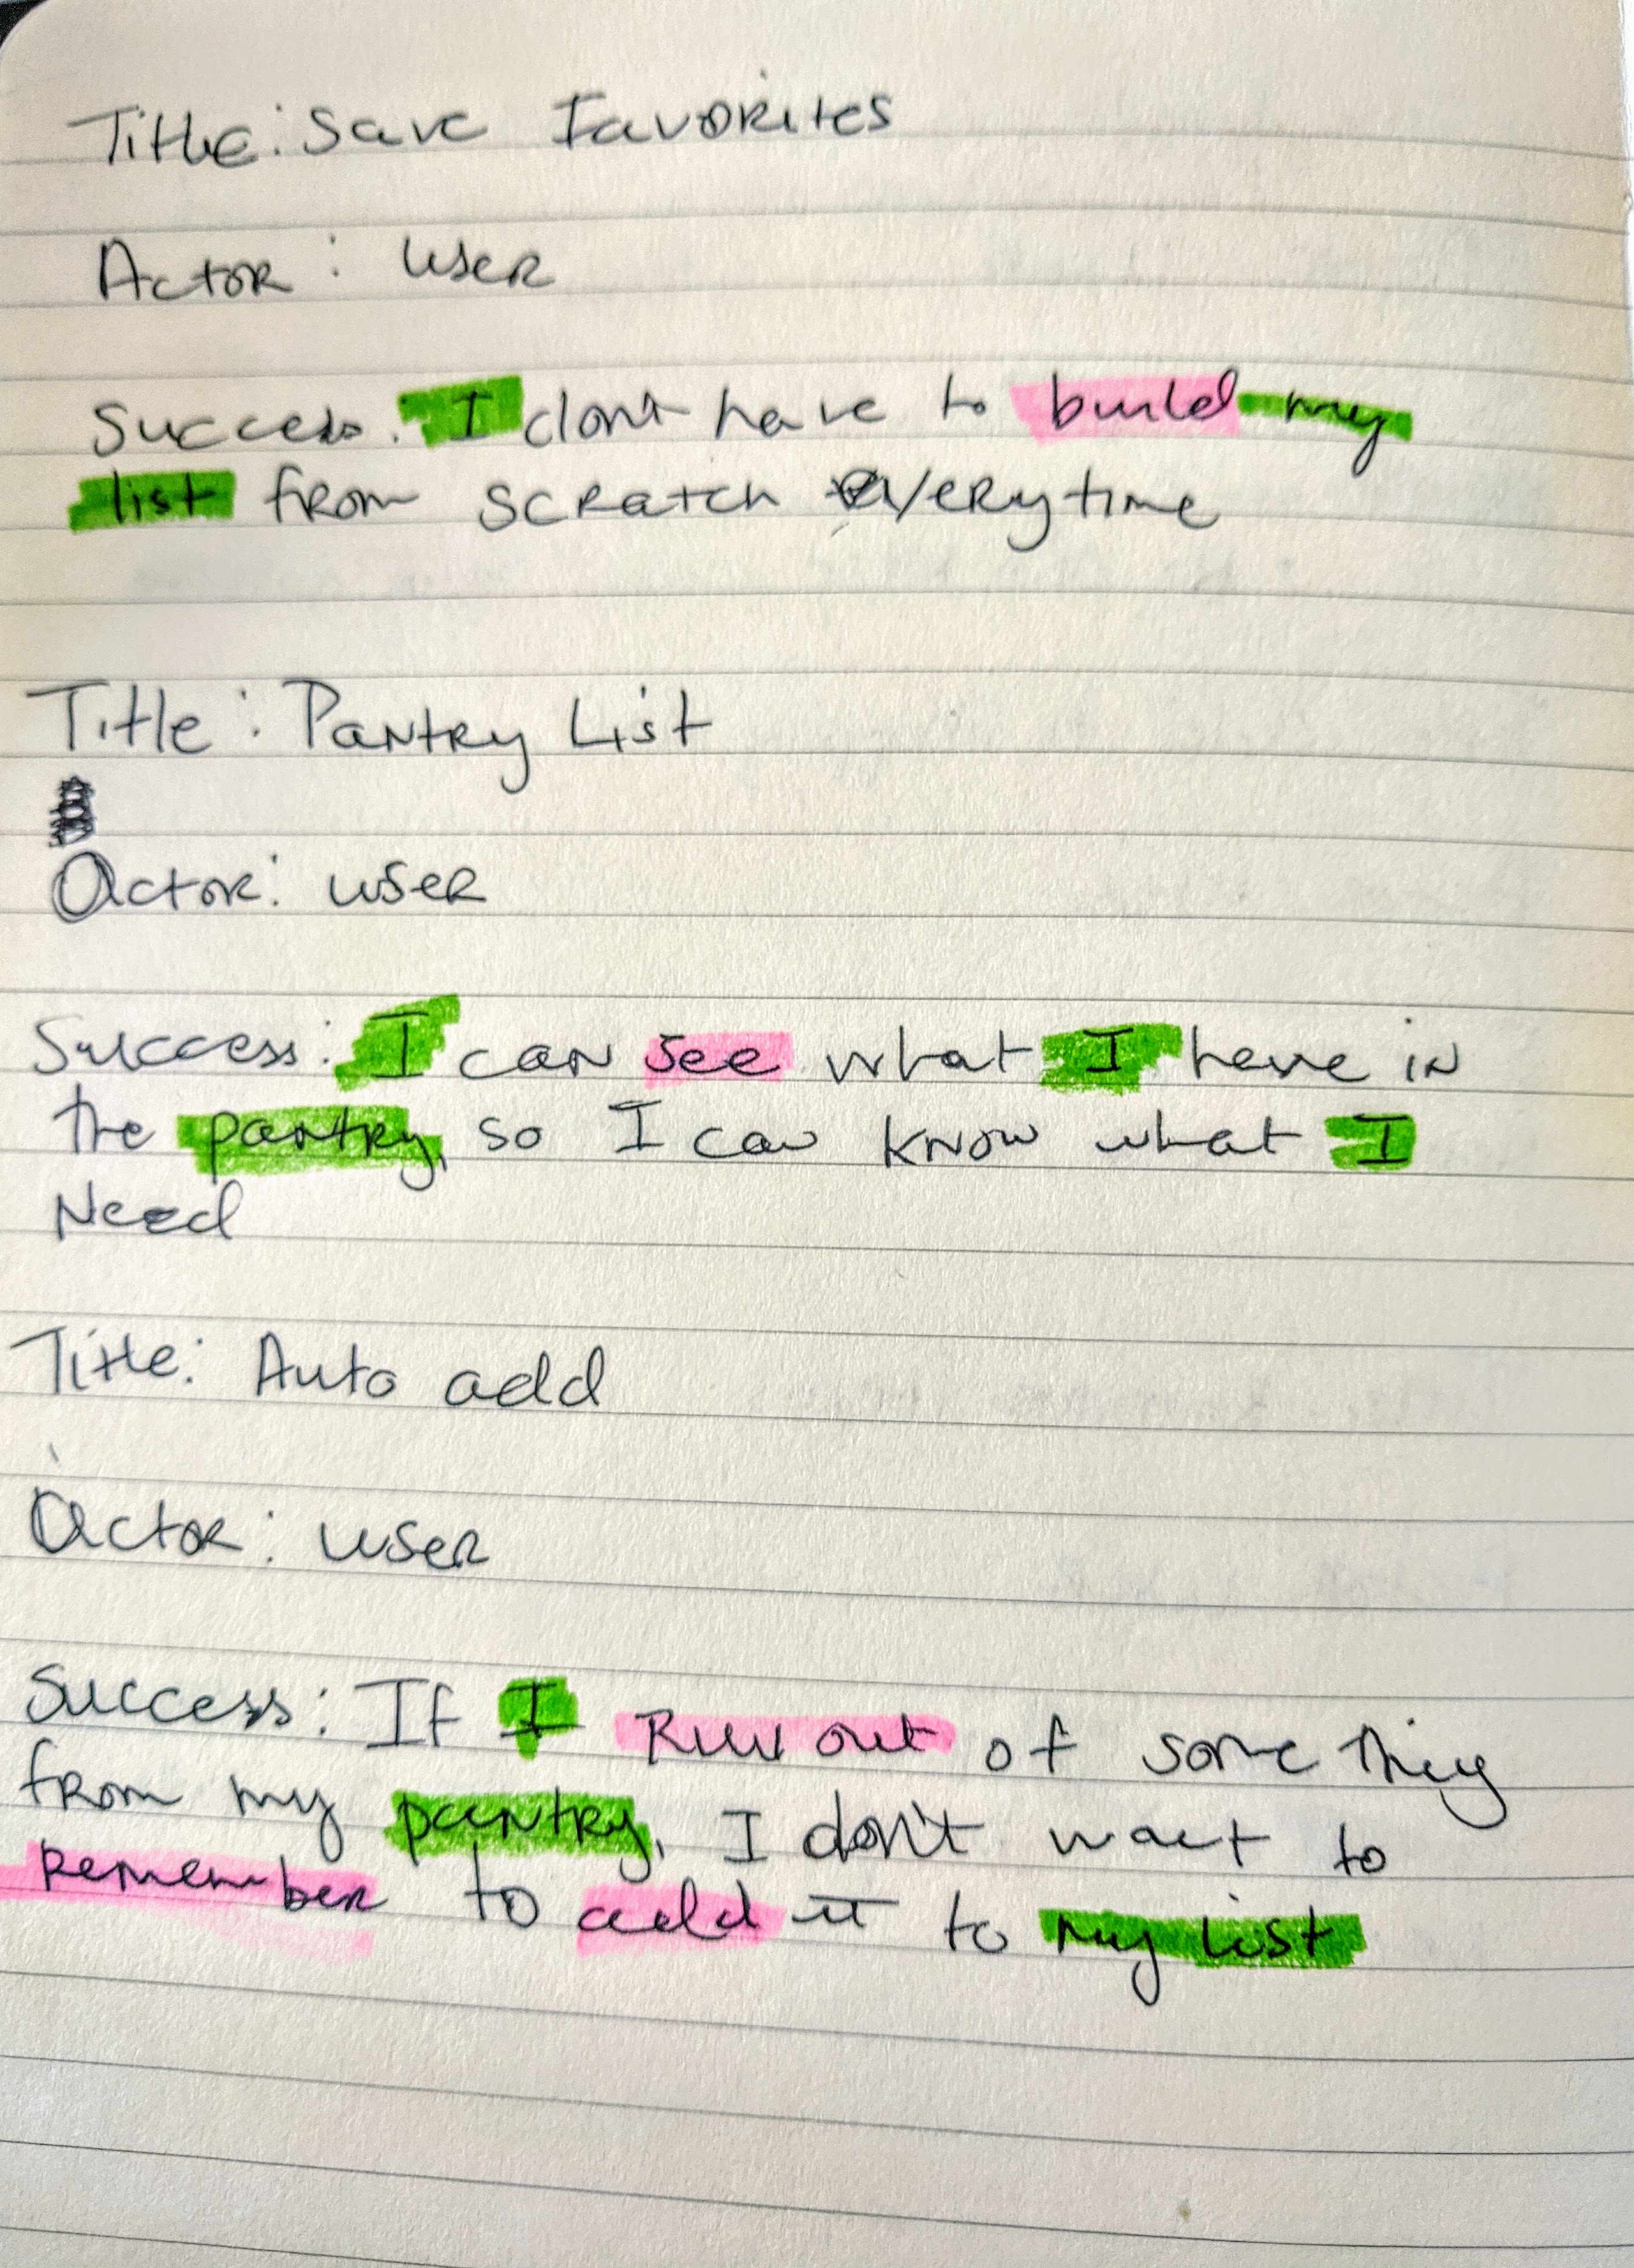 Title: Save Favorites
Actor: User
Success: I dont have to build my
list from scratch everytime
Title: Pantry List
Actor: user
Success: I can see what I have in
the pantry, so I can know what I
Need
Title: Auto add
Actor: user
Success: If I Run out of something
from my pantry, I don't want to
remember to add it to my list